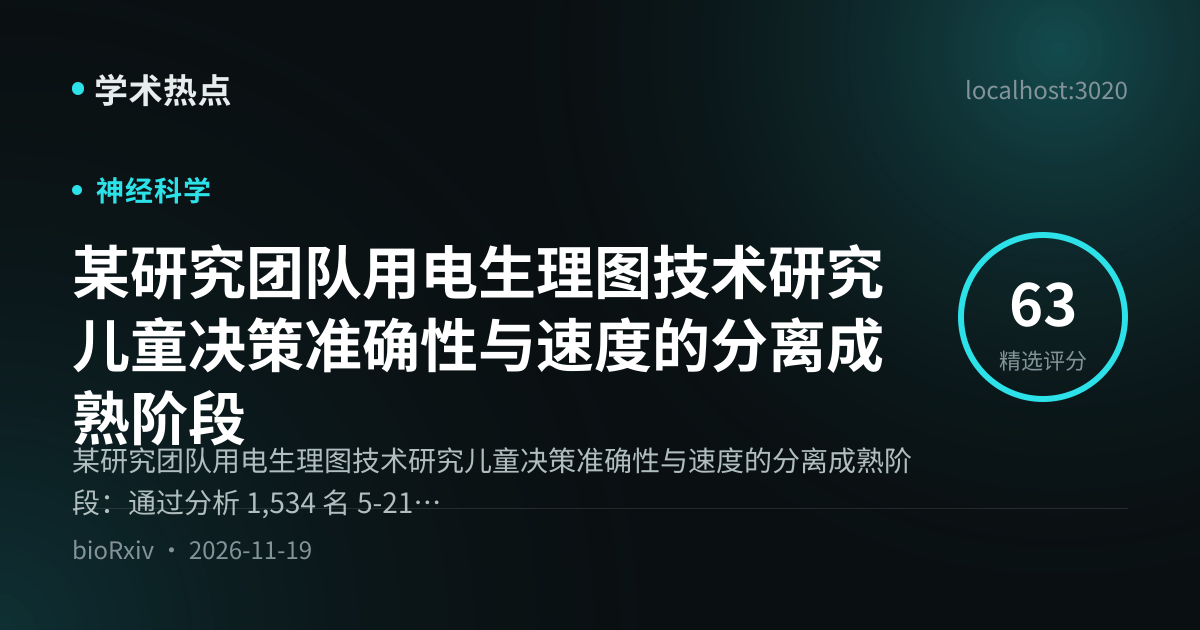 学术热点
localhost:3020
神经科学
某研究团队用电生理图技术研究
儿童决策准确性与速度的分离成
熟阶段
63
精选评分
某研究团队用电生理图技术研究儿童决策准确性与速度的分离成熟阶
段：通过分析 1,534 名 5-21…
bioRxiv · 2026-11-19